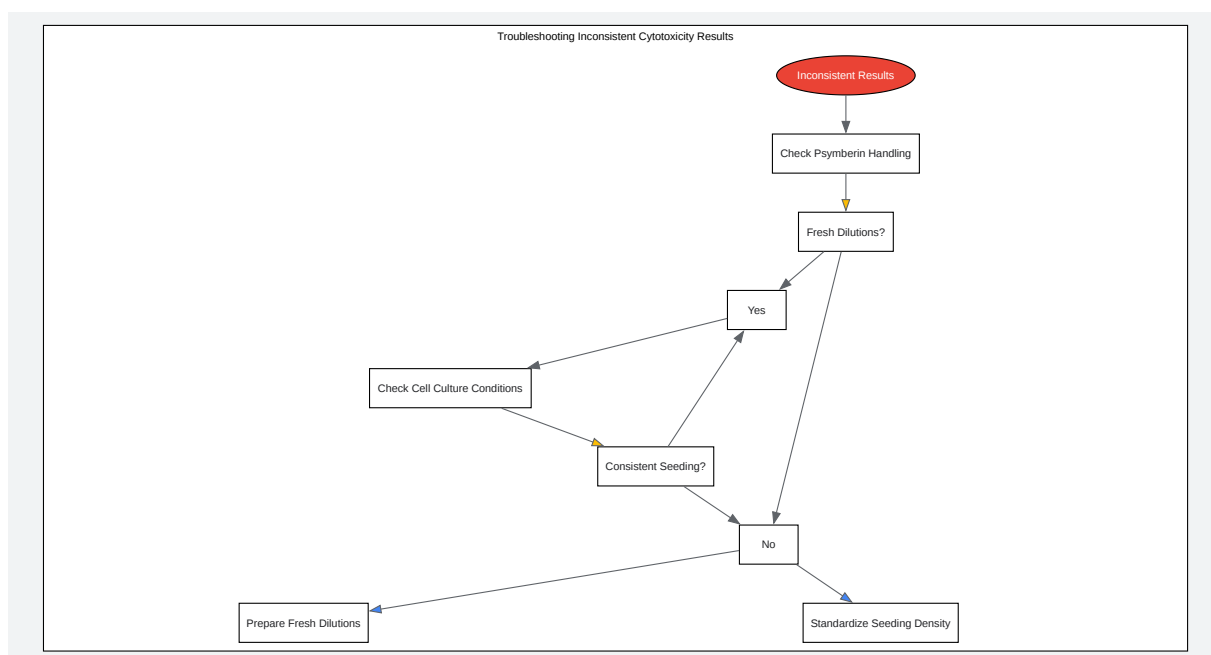 Troubleshooting Inconsistent Cytotoxicity Results
Inconsistent Results
Check Psymberin Handling
Fresh Dilutions?
Yes
Check Cell Culture Conditions
Consistent Seeding?
No
Prepare Fresh Dilutions
Standardize Seeding Density